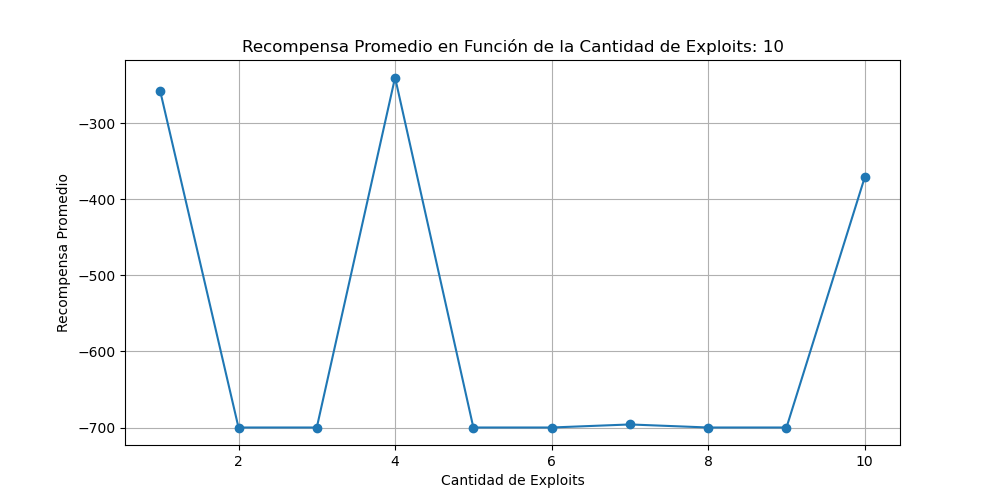 Recompensa Promedio en Función de la Cantidad de Exploits: 10
Recompensa Promedio
−300
−400
−500
−600
−700
2 4 6 8 10
Cantidad de Exploits